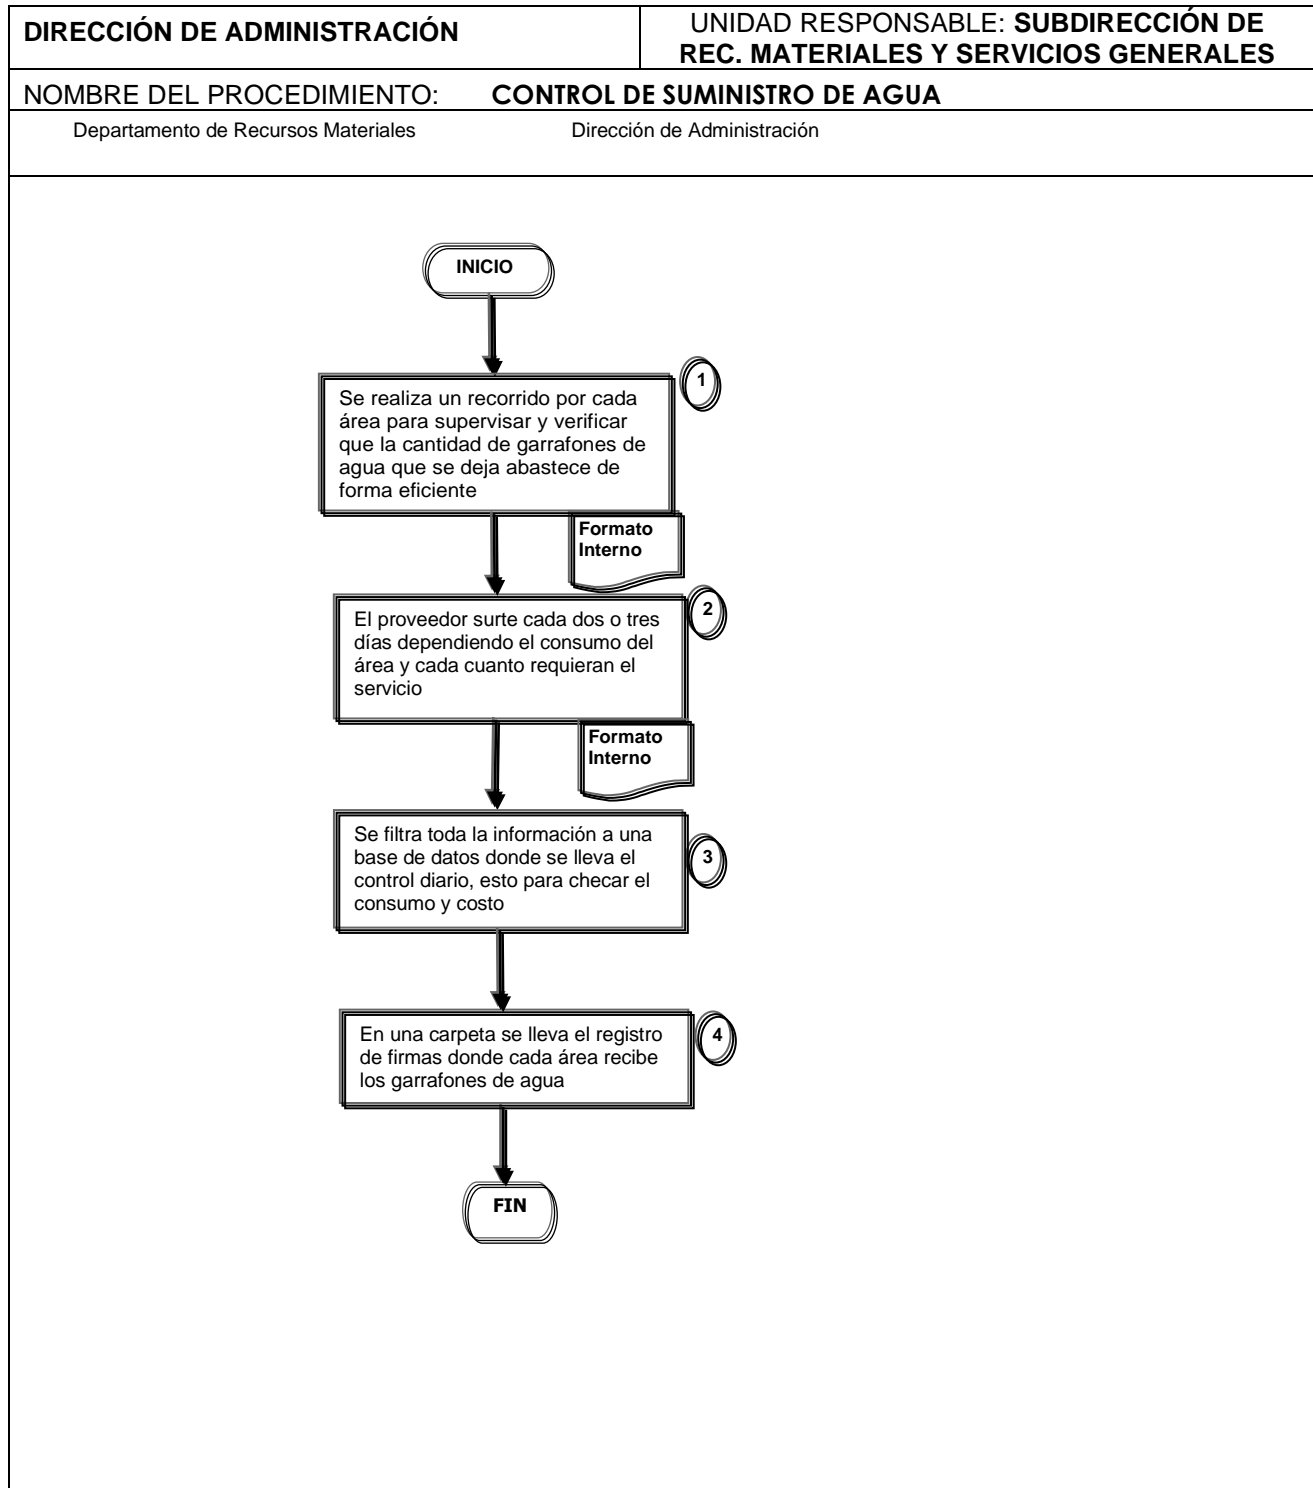 DIRECCIÓN DE ADMINISTRACIÓN
UNIDAD RESPONSABLE: SUBDIRECCIÓN DE
REC. MATERIALES Y SERVICIOS GENERALES
NOMBRE DEL PROCEDIMIENTO: CONTROL DE SUMINISTRO DE AGUA
Departamento de Recursos Materiales
Dirección de Administración
INICIO
1
Se realiza un recorrido por cada
área para supervisar y verificar
que la cantidad de garrafones de
agua que se deja abastece de
forma eficiente
Formato
Interno
2
El proveedor surte cada dos o tres
días dependiendo el consumo del
área y cada cuanto requieran el
servicio
Formato
Interno
Se filtra toda la información a una
base de datos donde se lleva el
control diario, esto para checar el
consumo y costo
3
En una carpeta se lleva el registro
de firmas donde cada área recibe
los garrafones de agua
4
FIN